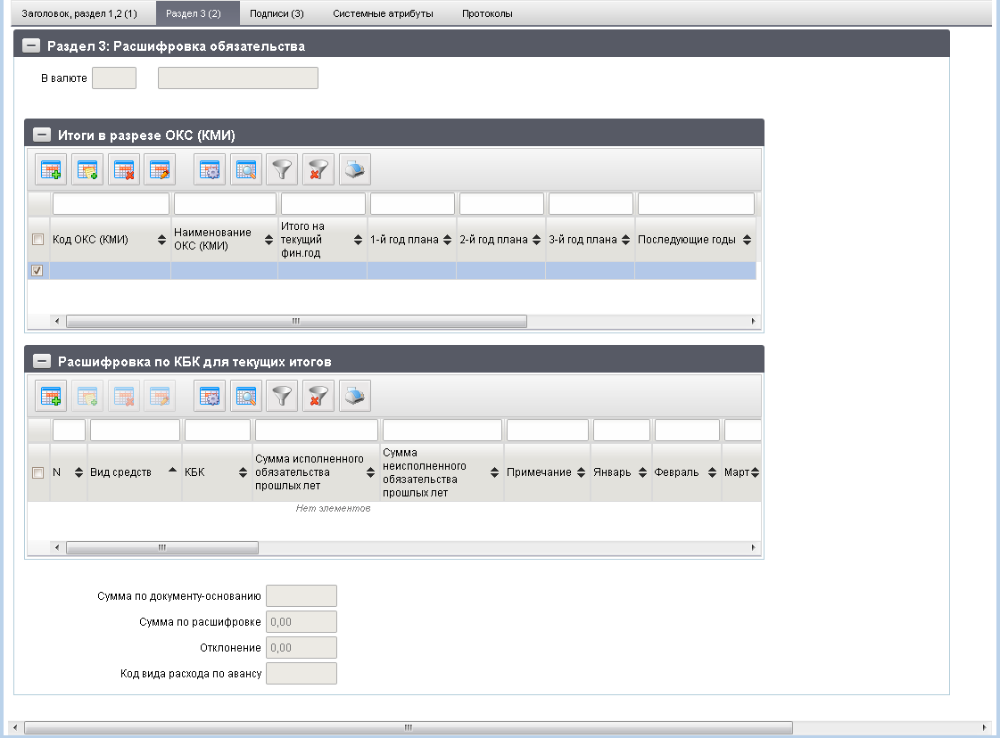 Заголовок, раздел 1,2 (1) Раздел 3 (2) Подписи (3) Системные атрибуты Протоколы
Раздел 3: Расшифровка обязательства
В валюте
Итоги в разрезе ОКС (КМИ)
Код ОКС (КМИ)
Наименование
ОКС (КМИ)
Итого на
текущий
фин.год
1-й год плана
2-й год плана
3-й год плана
Последующие годы
Расшифровка по КБК для текущих итогов
N
Вид средств
КБК
Сумма исполненного
обязательства
прошлых лет
Сумма
неисполненного
обязательства
прошлых лет
Примечание
Январь
Февраль
Март
Нет элементов
Сумма по документу-основанию
Сумма по расшифровке 0,00
Отклонение 0,00
Код вида расхода по авансу